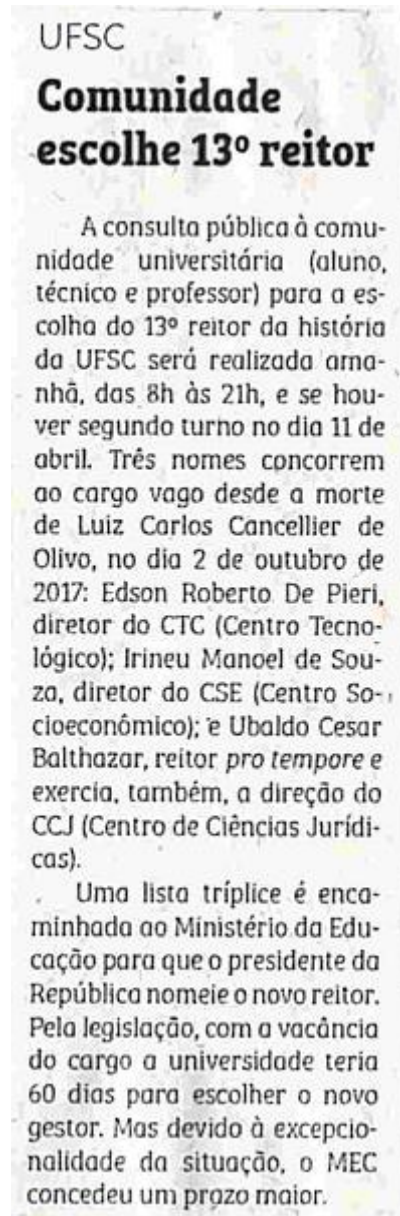 UFSC
Comunidade
escolhe 13º reitor
A consulta pública à comu-
nidade universitária (aluno,
técnico e professor) para a es-
colha do 13º reitor da história
da UFSC será realizada ama-
nhã, das 8h às 21h, e se hou-
ver segundo turno no dia 11 de
abril. Três nomes concorrem
ao cargo vago desde a morte
de Luiz Carlos Cancellier de
Olivo, no dia 2 de outubro de
2017: Edson Roberto De Pieri,
diretor do CTC (Centro Tecno-
lógico); Irineu Manoel de Sou-
za, diretor do CSE (Centro So-
cioeconômico); e Ubaldo Cesar
Balthazar, reitor pro tempore e
exercia, também, a direção do
CCJ (Centro de Ciências Jurídi-
cas).
Uma lista tríplice é enca-
minhada ao Ministério da Edu-
cação para que o presidente da
República nomeie o novo reitor.
Pela legislação, com a vacância
do cargo a universidade teria
60 dias para escolher o novo
gestor. Mas devido à excepcio-
nalidade da situação, o MEC
concedeu um prazo maior.